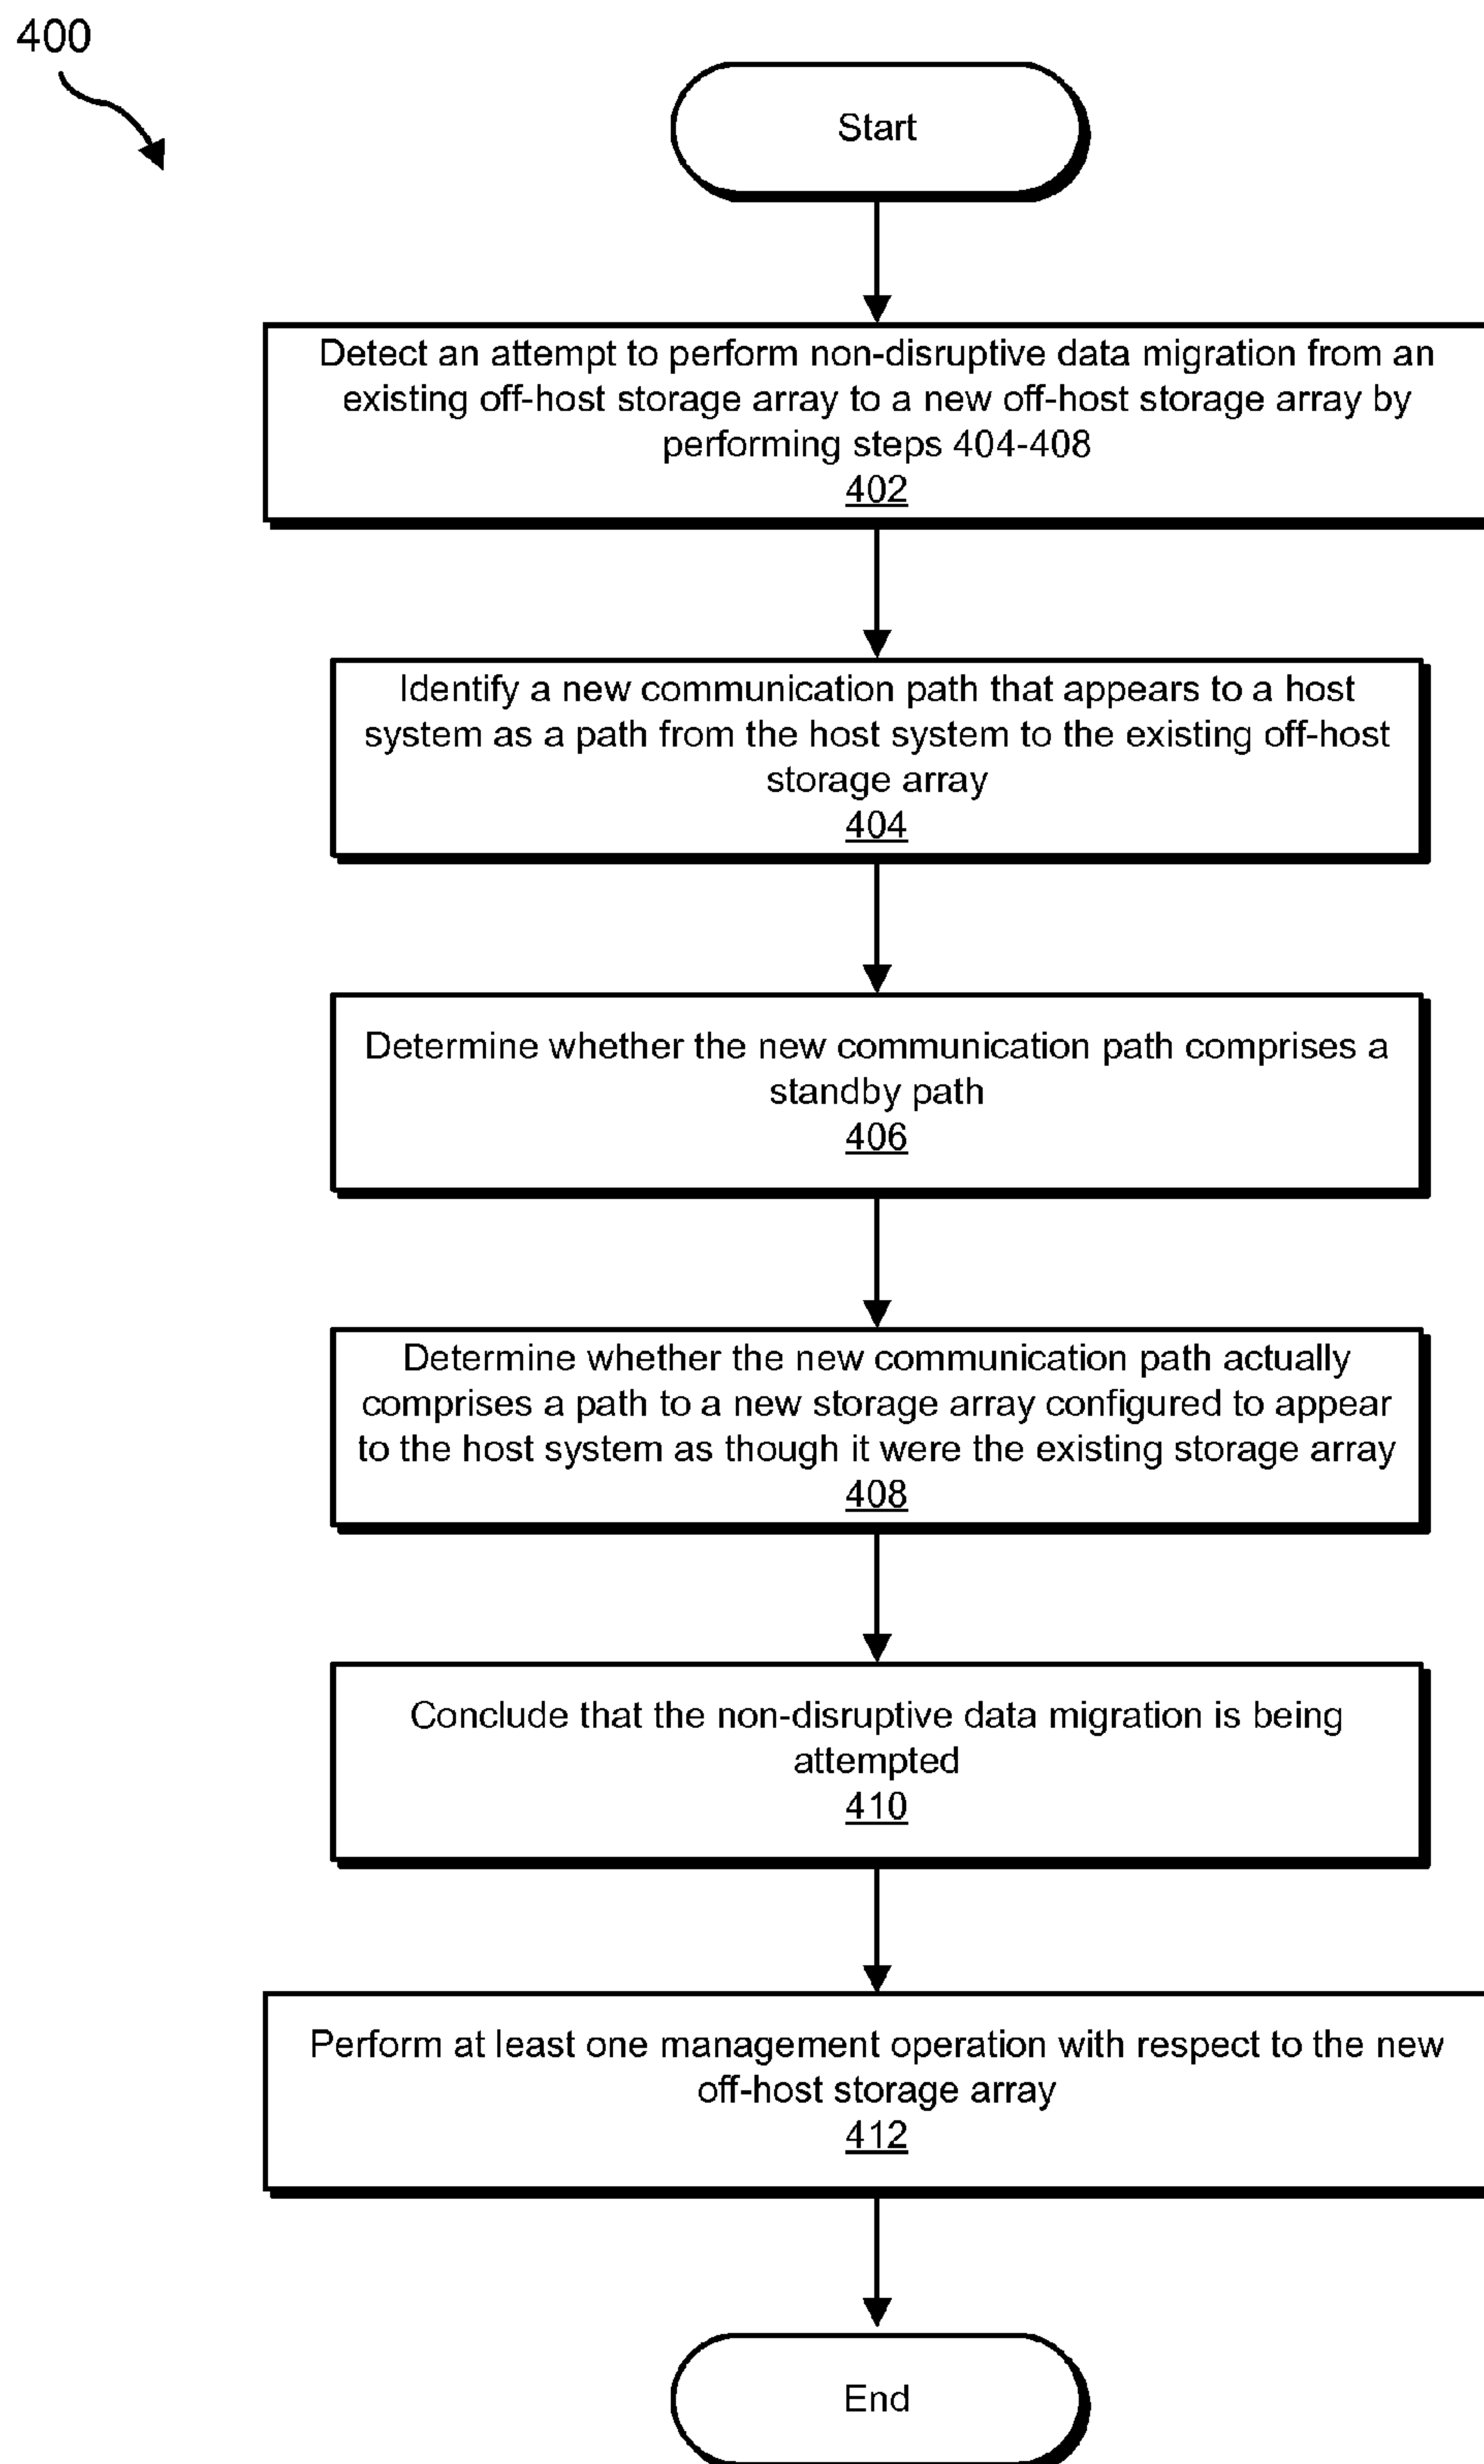 400
Start
Detect an attempt to perform non-disruptive data migration from an
existing off-host storage array to a new off-host storage array by
performing steps 404-408
402
Identify a new communication path that appears to a host
system as a path from the host system to the existing off-host
storage array
404
Determine whether the new communication path comprises a
standby path
406
Determine whether the new communication path actually
comprises a path to a new storage array configured to appear
to the host system as though it were the existing storage array
408
Conclude that the non-disruptive data migration is being
attempted
410
Perform at least one management operation with respect to the new
off-host storage array
412
End